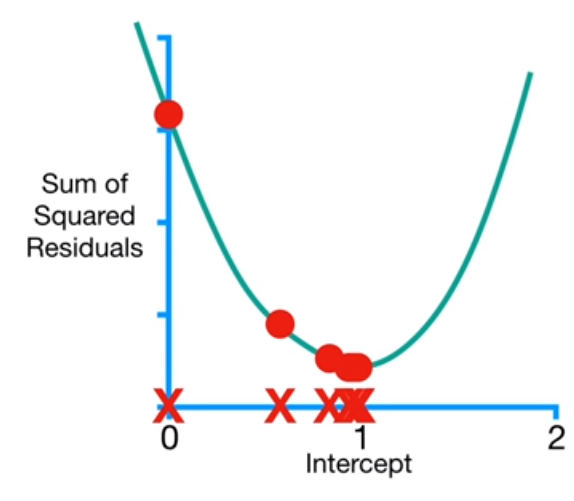 Sum of
Squared
Residuals
X X X X X X
0 1 2
Intercept